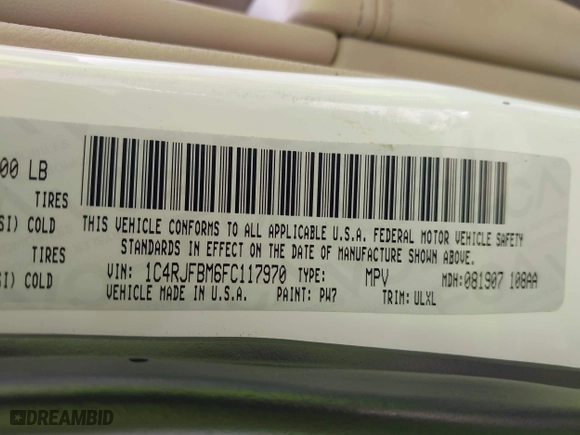 00 LB
TIRES
SI) COLD
TIRES
SI) COLD
THIS VEHICLE CONFORMS TO ALL APPLICABLE U.S.A. FEDERAL MOTOR VEHICLE SAFETY
STANDARDS IN EFFECT ON THE DATE OF MANUFACTURE SHOWN ABOVE.
VIN: 1C4RJFBM6FC117970 TYPE: MPV MDH:081907 108AA
VEHICLE MADE IN U.S.A. PAINT: PW7 TRIM: ULXL
DREAMBID